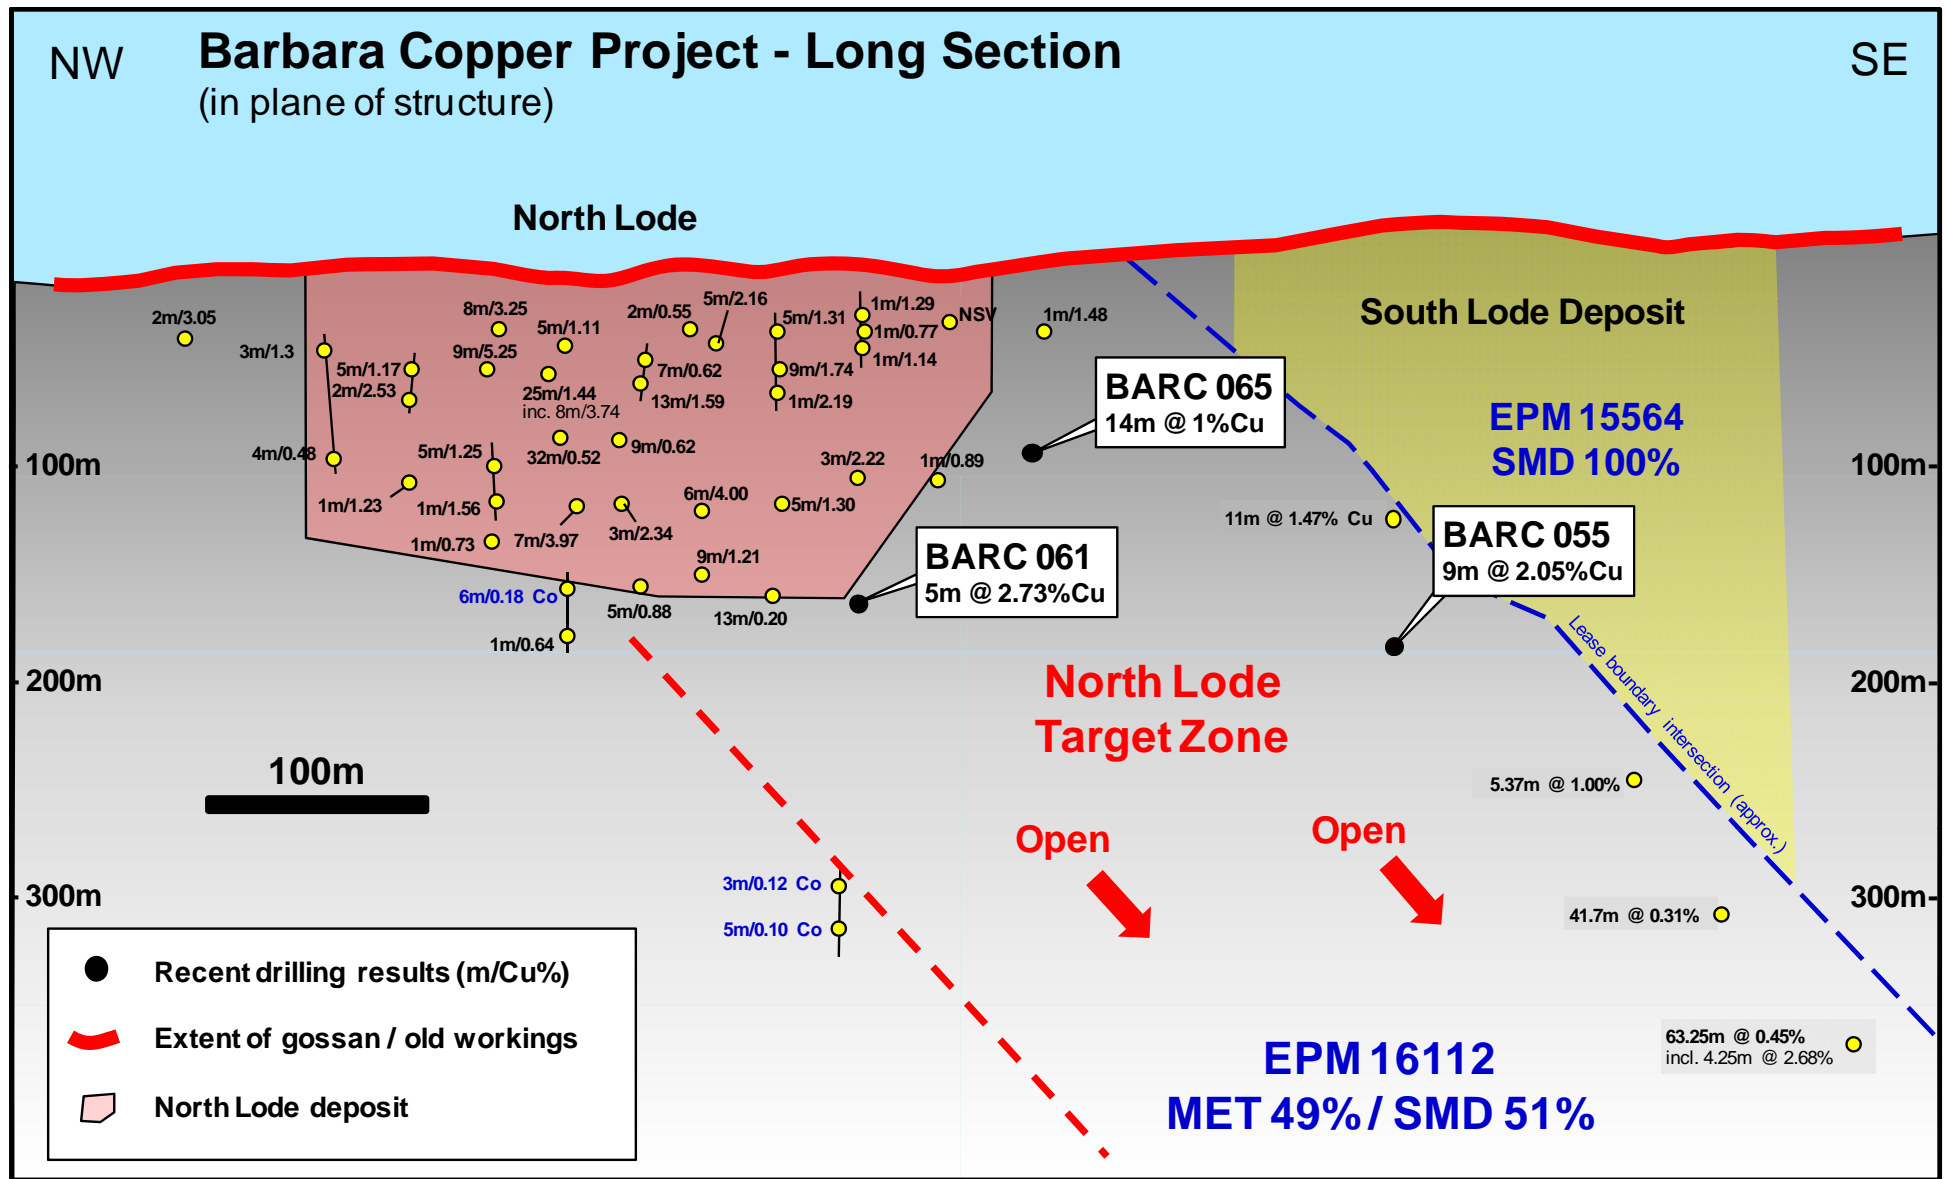 NW
Barbara Copper Project - Long Section
SE
(in plane of structure)
North Lode
2m/3.05
3m/1.3
8m/3.25
5m/1.11
2m/0.55
5m/2.16
5m/1.31
1m/1.29
1m/0.77
1m/1.14
NSV
1m/1.48
South Lode Deposit
5m/1.17
2m/2.53
9m/5.25
25m/1.44
inc. 8m/3.74
7m/0.62
13m/1.59
9m/1.74
1m/2.19
BARC 065
14m @ 1%Cu
EPM 15564
SMD 100%
4m/0.48
5m/1.25
32m/0.52
9m/0.62
3m/2.22
1m/0.89
100m
100m
1m/1.23
1m/1.56
7m/3.97
3m/2.34
6m/4.00
5m/1.30
11m @ 1.47% Cu
1m/0.73
9m/1.21
BARC 061
5m @ 2.73%Cu
BARC 055
9m @ 2.05%Cu
6m/0.18 Co
5m/0.88
13m/0.20
1m/0.64
Lease boundary intersection (approx.)
200m
200m
North Lode
Target Zone
100m
5.37m @ 1.00%
Open
Open
3m/0.12 Co
5m/0.10 Co
300m
300m
41.7m @ 0.31%
Recent drilling results (m/Cu%)
Extent of gossan / old workings
North Lode deposit
63.25m @ 0.45%
incl. 4.25m @ 2.68%
EPM 16112
MET 49% / SMD 51%